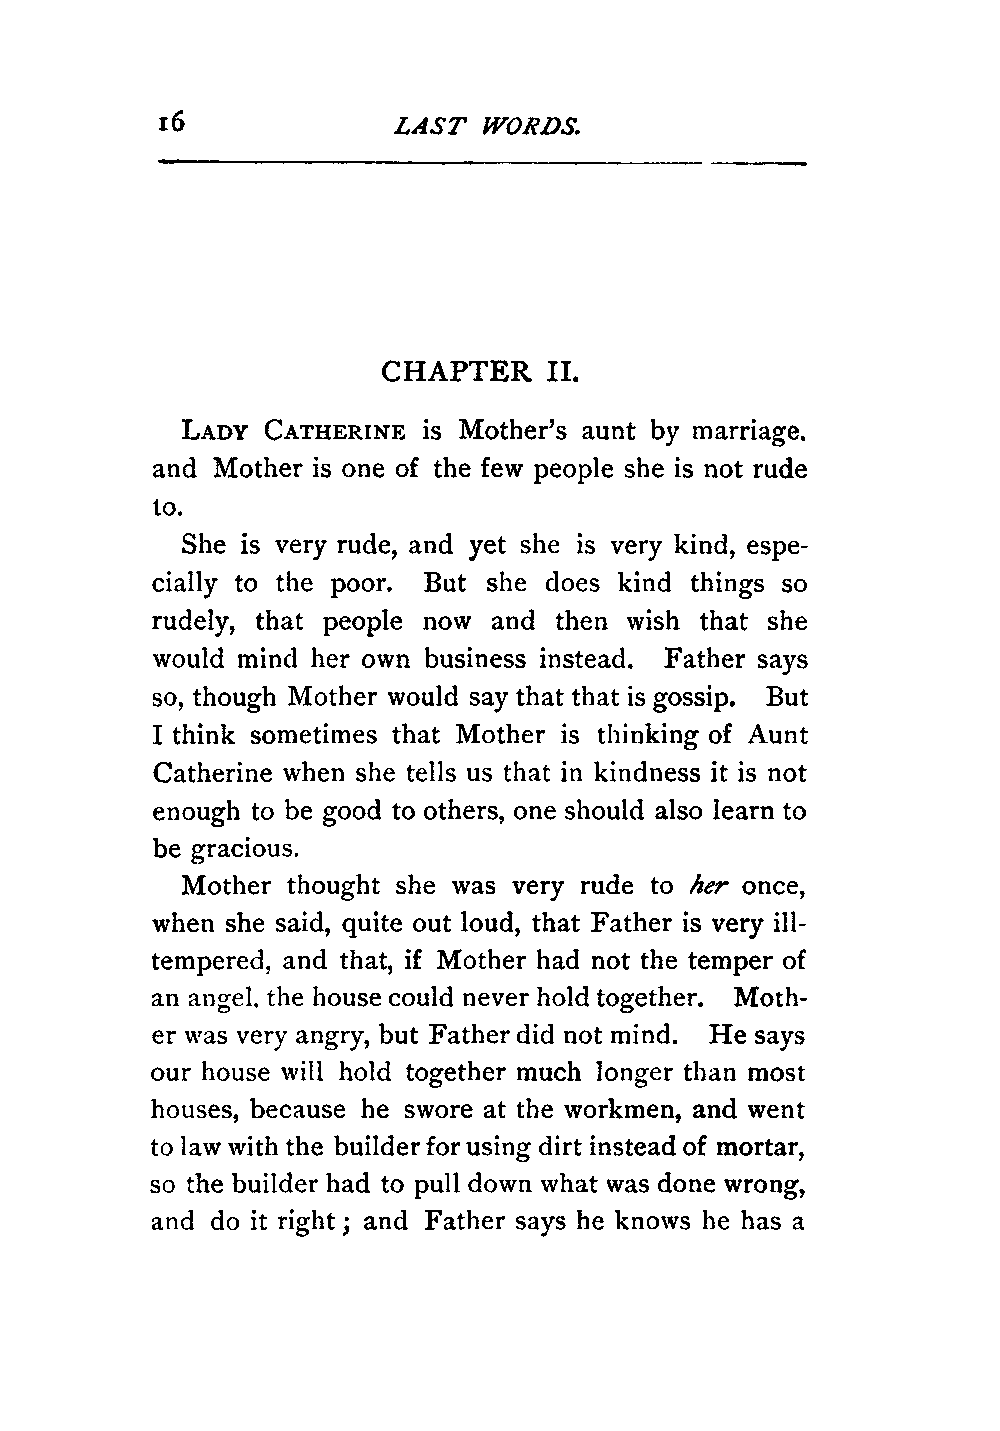 16 LAST WORDS.
CHAPTER II.
LADY CATHERINE is Mother's aunt by marriage.
and Mother is one of the few people she is not rude
to.
She is very rude, and yet she is very kind, espe-
cially to the poor. But she does kind things so
rudely, that people now and then wish that she
would mind her own business instead. Father says
so, though Mother would say that that is gossip. But
I think sometimes that Mother is thinking of Aunt
Catherine when she tells us that in kindness it is not
enough to be good to others, one should also learn to
be gracious.
Mother thought she was very rude to her once,
when she said, quite out loud, that Father is very ill-
tempered, and that, if Mother had not the temper of
an angel. the house could never hold together. Moth-
er was very angry, but Father did not mind. He says
our house will hold together much longer than most
houses, because he swore at the workmen, and went
to law with the builder for using dirt instead of mortar,
so the builder had to pull down what was done wrong,
and do it right ; and Father says he knows he has a